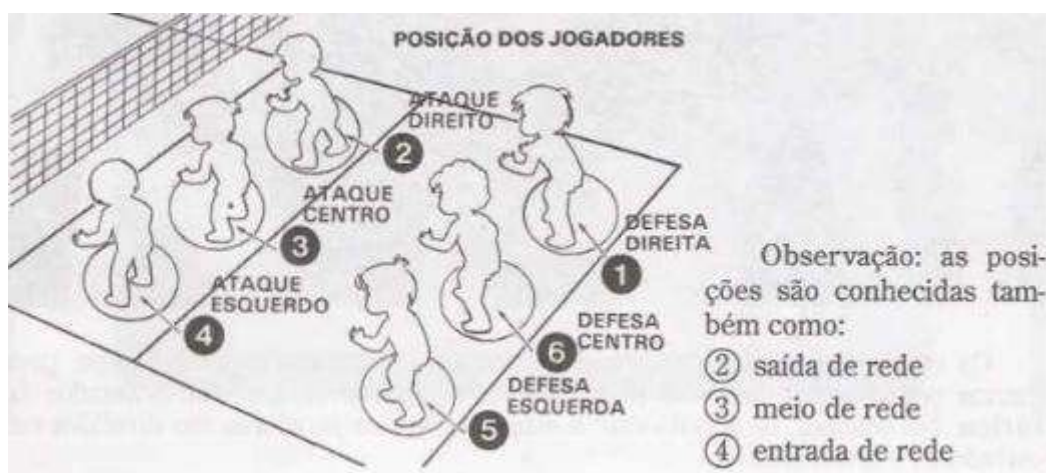 POSIÇÃO DOS JOGADORES
ATAQUE
DIREITO
2
ATAQUE
CENTRO
3
ATAQUE
ESQUERDO
4
DEFESA
DIREITA
1
DEFESA
CENTRO
6
DEFESA
ESQUERDA
5
Observação: as posi-
ções são conhecidas tam-
bém como:
2 saída de rede
3 meio de rede
4 entrada de rede